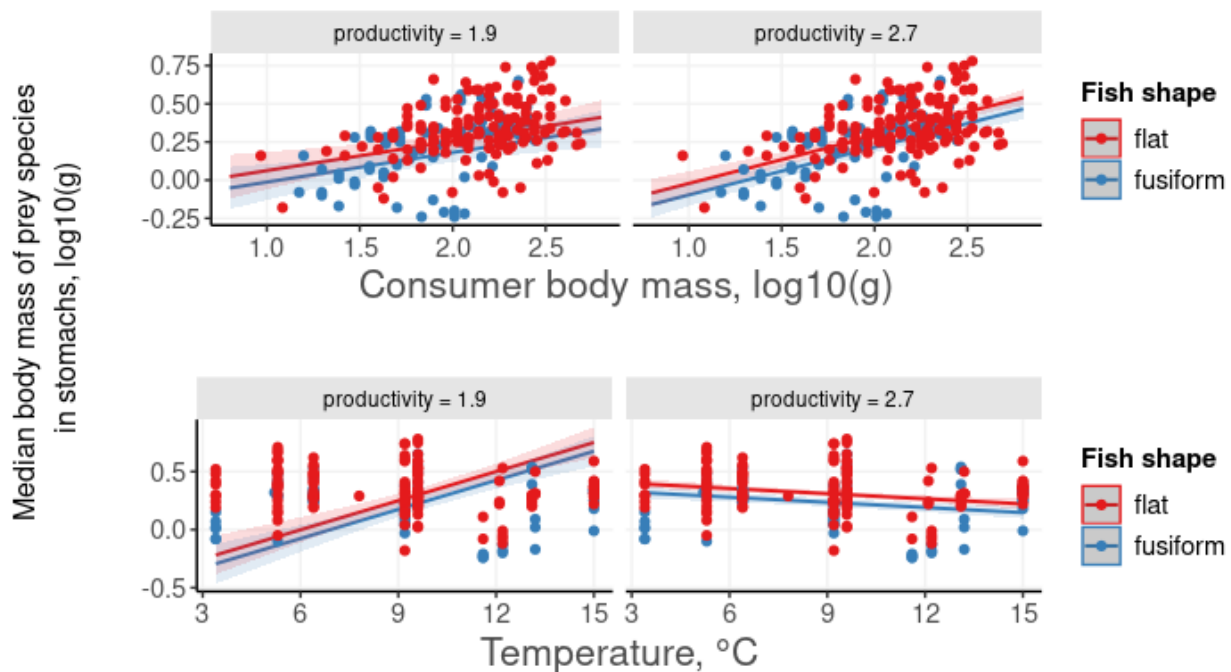 Median body mass of prey species
in stomachs, log10(g)
productivity = 1.9
productivity = 2.7
0.75
0.50
0.25
0.00
-0.25
1.0 1.5 2.0 2.5
1.0 1.5 2.0 2.5
Consumer body mass, log10(g)
Fish shape
flat
fusiform
productivity = 1.9
productivity = 2.7
0.5
0.0
-0.5
3 6 9 12 15
3 6 9 12 15
Temperature, °C
Fish shape
flat
fusiform